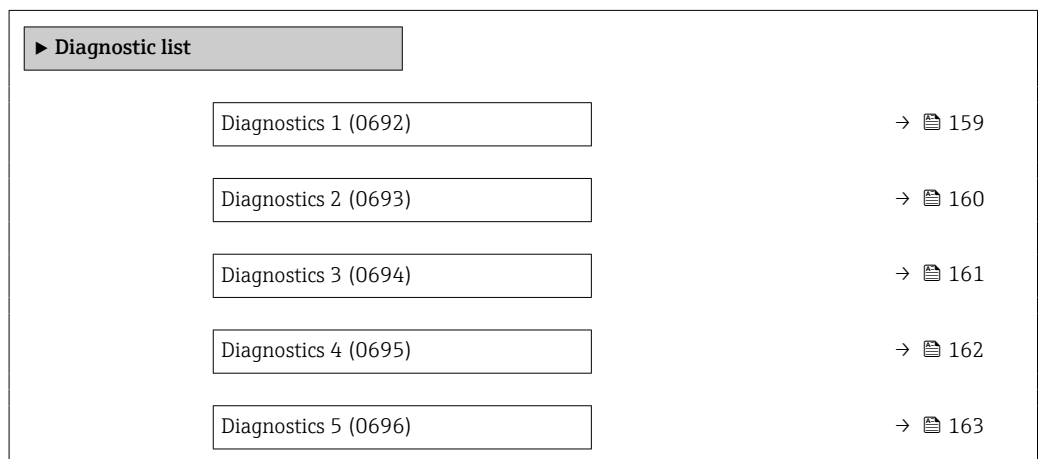 ▶ Diagnostic list
Diagnostics 1 (0692) → 159
Diagnostics 2 (0693) → 160
Diagnostics 3 (0694) → 161
Diagnostics 4 (0695) → 162
Diagnostics 5 (0696) → 163